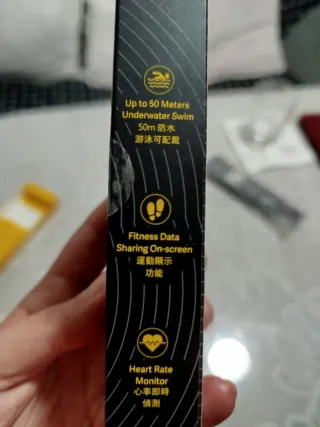 Up to 50 Meters
Underwater Swim
50m 防水
游泳可配戴
Fitness Data
Sharing On-screen
運動顯示
功能
Heart Rate
Monitor
心率即時
偵測